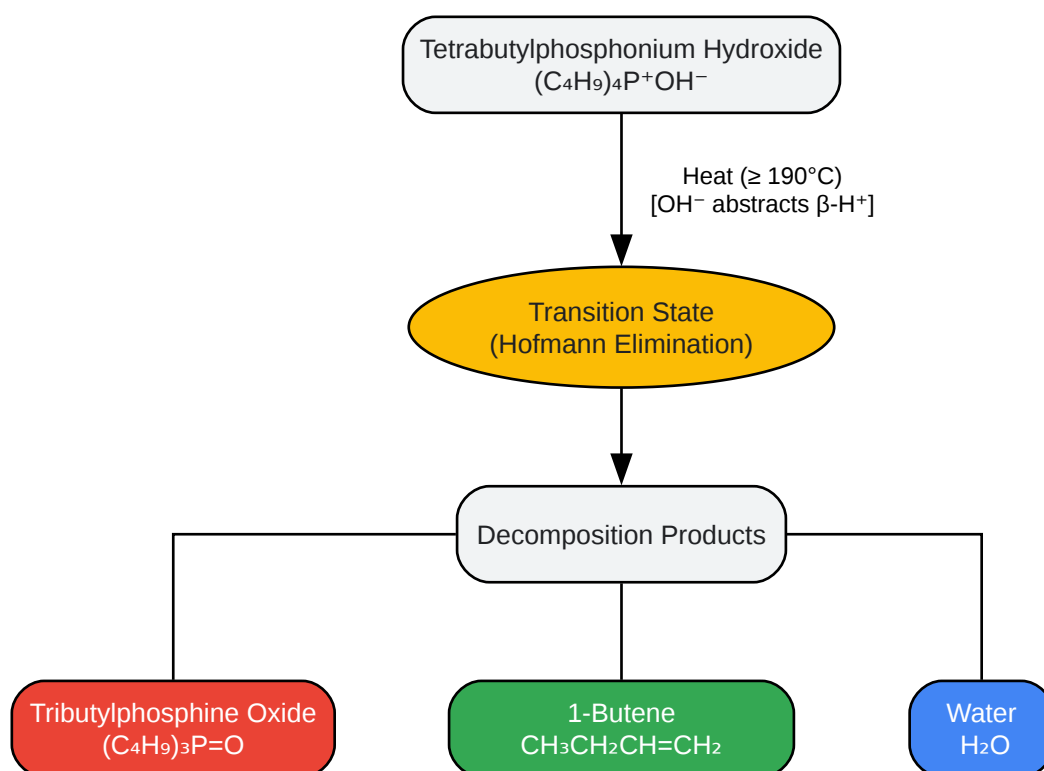 Tetrabutylphosphonium Hydroxide
(C₄H₉)₄P⁺OH⁻
Heat (≥ 190°C)
[OH⁻ abstracts β-H⁺]
Transition State
(Hofmann Elimination)
Decomposition Products
Tributylphosphine Oxide
(C₄H₉)₃P=O
1-Butene
CH₃CH₂CH=CH₂
Water
H₂O